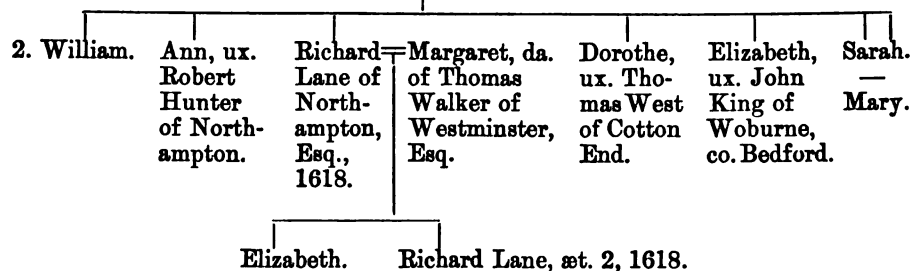 2. William. Ann, ux. Richard Margaret, da. Dorothe, Elizabeth, Sarah.
Robert Lane of of Thomas ux. Tho- ux. John —
Hunter North- Walker of mas West King of Mary.
of North- ampton, Westminster, of Cotton Woburne,
ampton. Esq., Esq. End. co. Bedford.
1618.
Elizabeth. Richard Lane, æt. 2, 1618.